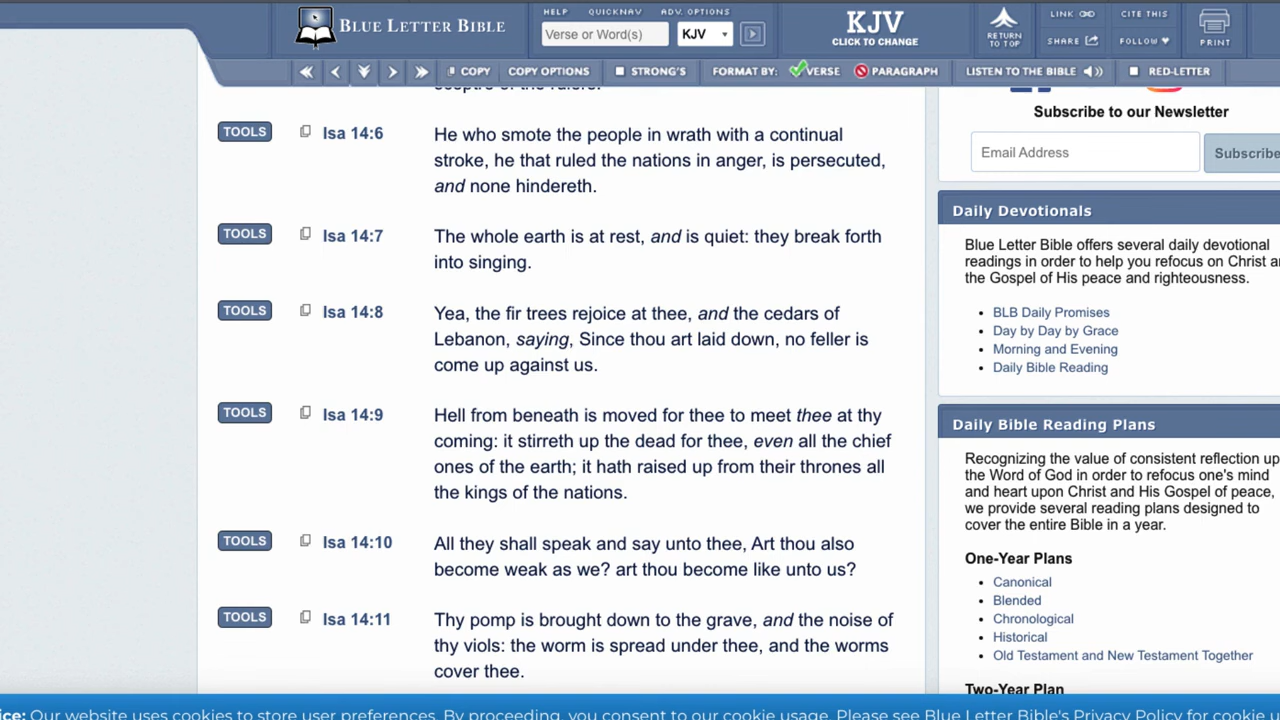 BLUE LETTER BIBLE
HELP QUICKNAV ADV. OPTIONS
Verse or Word(s) KJV
KJV
CLICK TO CHANGE
RETURN
TO TOP
LINK CITE THIS
SHARE FOLLOW
PRINT
COPY COPY OPTIONS STRONG'S FORMAT BY: VERSE PARAGRAPH LISTEN TO THE BIBLE RED-LETTER
sceptre of the rulers.
TOOLS Isa 14:6 He who smote the people in wrath with a continual
stroke, he that ruled the nations in anger, is persecuted,
and none hindereth.
TOOLS Isa 14:7 The whole earth is at rest, and is quiet: they break forth
into singing.
TOOLS Isa 14:8 Yea, the fir trees rejoice at thee, and the cedars of
Lebanon, saying, Since thou art laid down, no feller is
come up against us.
TOOLS Isa 14:9 Hell from beneath is moved for thee to meet thee at thy
coming: it stirreth up the dead for thee, even all the chief
ones of the earth; it hath raised up from their thrones all
the kings of the nations.
TOOLS Isa 14:10 All they shall speak and say unto thee, Art thou also
become weak as we? art thou become like unto us?
TOOLS Isa 14:11 Thy pomp is brought down to the grave, and the noise of
thy viols: the worm is spread under thee, and the worms
cover thee.
Subscribe to our Newsletter
Email Address Subscribe
Daily Devotionals
Blue Letter Bible offers several daily devotional
readings in order to help you refocus on Christ
the Gospel of His peace and righteousness.
BLB Daily Promises
Day by Day by Grace
Morning and Evening
Daily Bible Reading
Daily Bible Reading Plans
Recognizing the value of consistent reflection up
the Word of God in order to refocus one's mind
and heart upon Christ and His Gospel of peace,
we provide several reading plans designed to
cover the entire Bible in a year.
One-Year Plans
Canonical
Blended
Chronological
Historical
Old Testament and New Testament Together
Two-Year Plan
ice: Our website uses cookies to store user preferences. By proceeding, you consent to our cookie usage. Please see Blue Letter Bible's Privacy Policy for cookie